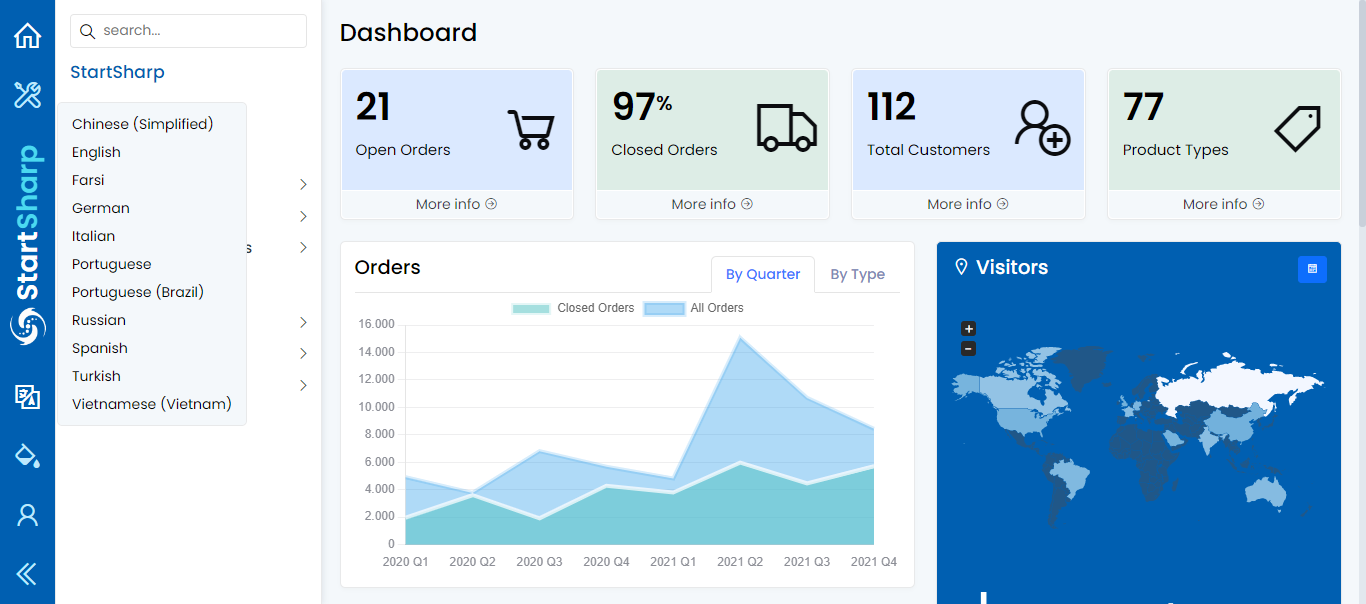 search...
StartSharp
StartSharp
Chinese (Simplified)
English
Farsi
German
Italian
Portuguese
Portuguese (Brazil)
Russian
Spanish
Turkish
Vietnamese (Vietnam)
s
Dashboard
21
Open Orders
More info
97%
Closed Orders
More info
112
Total Customers
More info
77
Product Types
More info
Orders
By Quarter
By Type
Closed Orders
All Orders
16.000
14.000
12.000
10.000
8.000
6.000
4.000
2.000
0
2020 Q1 2020 Q2 2020 Q3 2020 Q4 2021 Q1 2021 Q2 2021 Q3 2021 Q4
Visitors
+
−